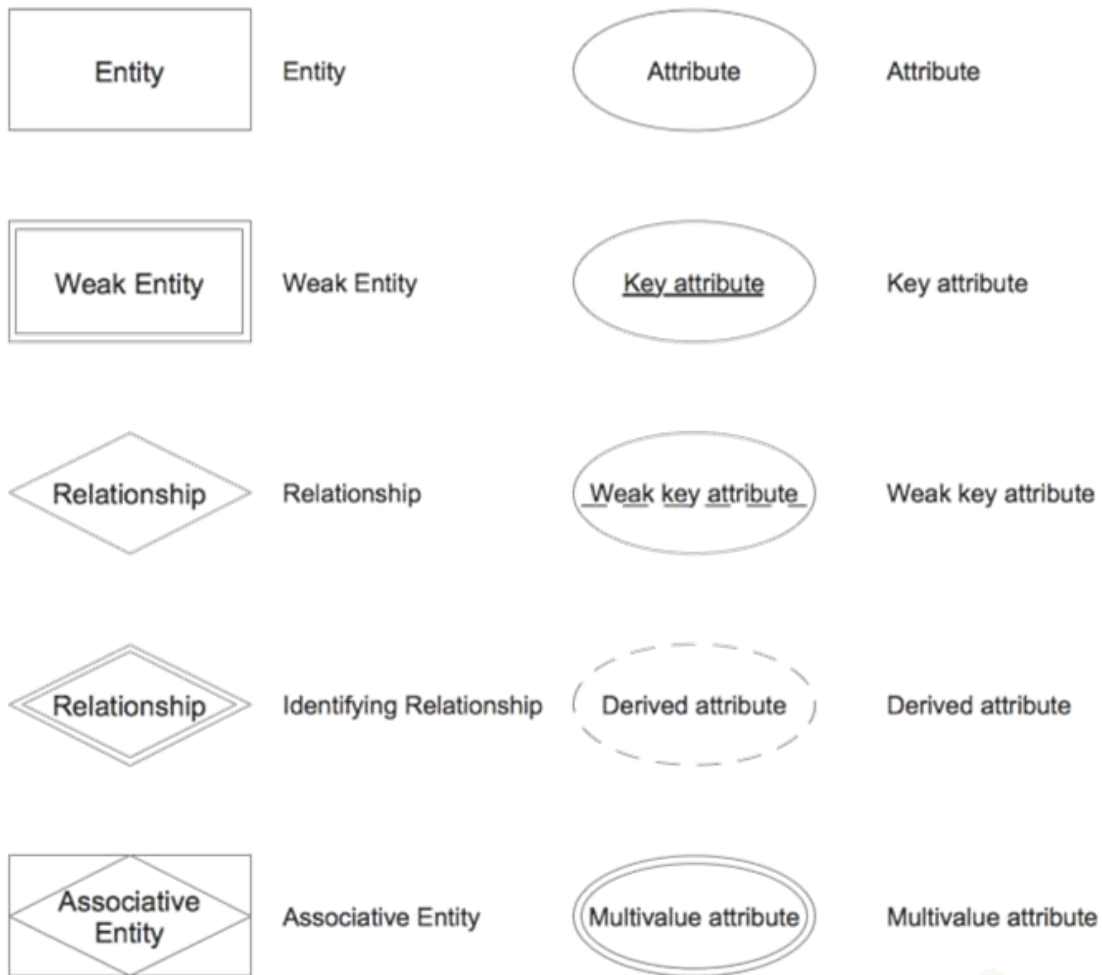 Entity
Entity
Attribute
Attribute
Weak Entity
Weak Entity
Key attribute
Key attribute
Relationship
Relationship
Weak key attribute
Weak key attribute
Relationship
Identifying Relationship
Derived attribute
Derived attribute
Associative
Entity
Associative Entity
Multivalue attribute
Multivalue attribute